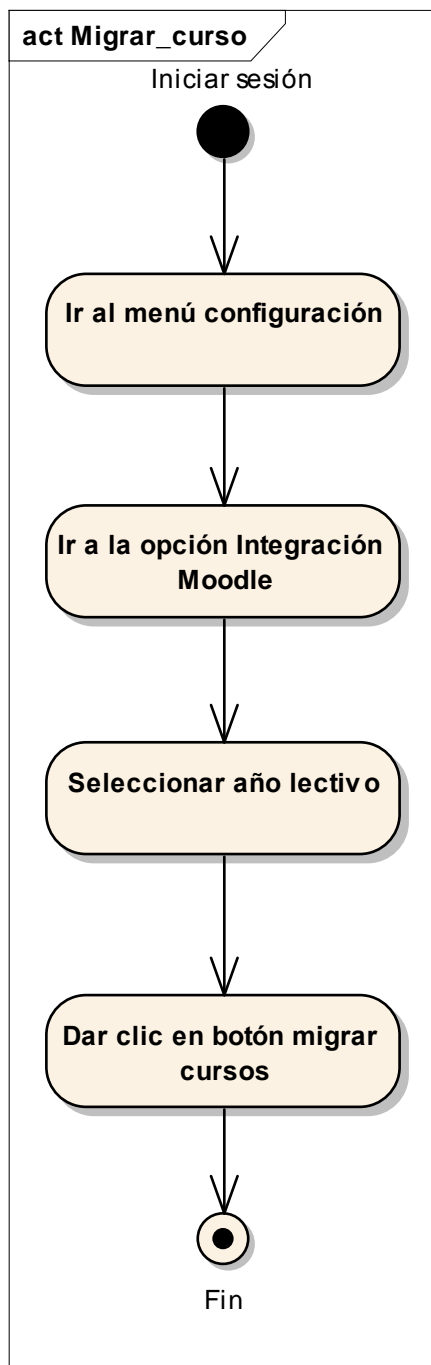 act Migrar_curso
Iniciar sesión
Ir al menú configuración
Ir a la opción Integración
Moodle
Seleccionar año lectivo
Dar clic en botón migrar
cursos
Fin